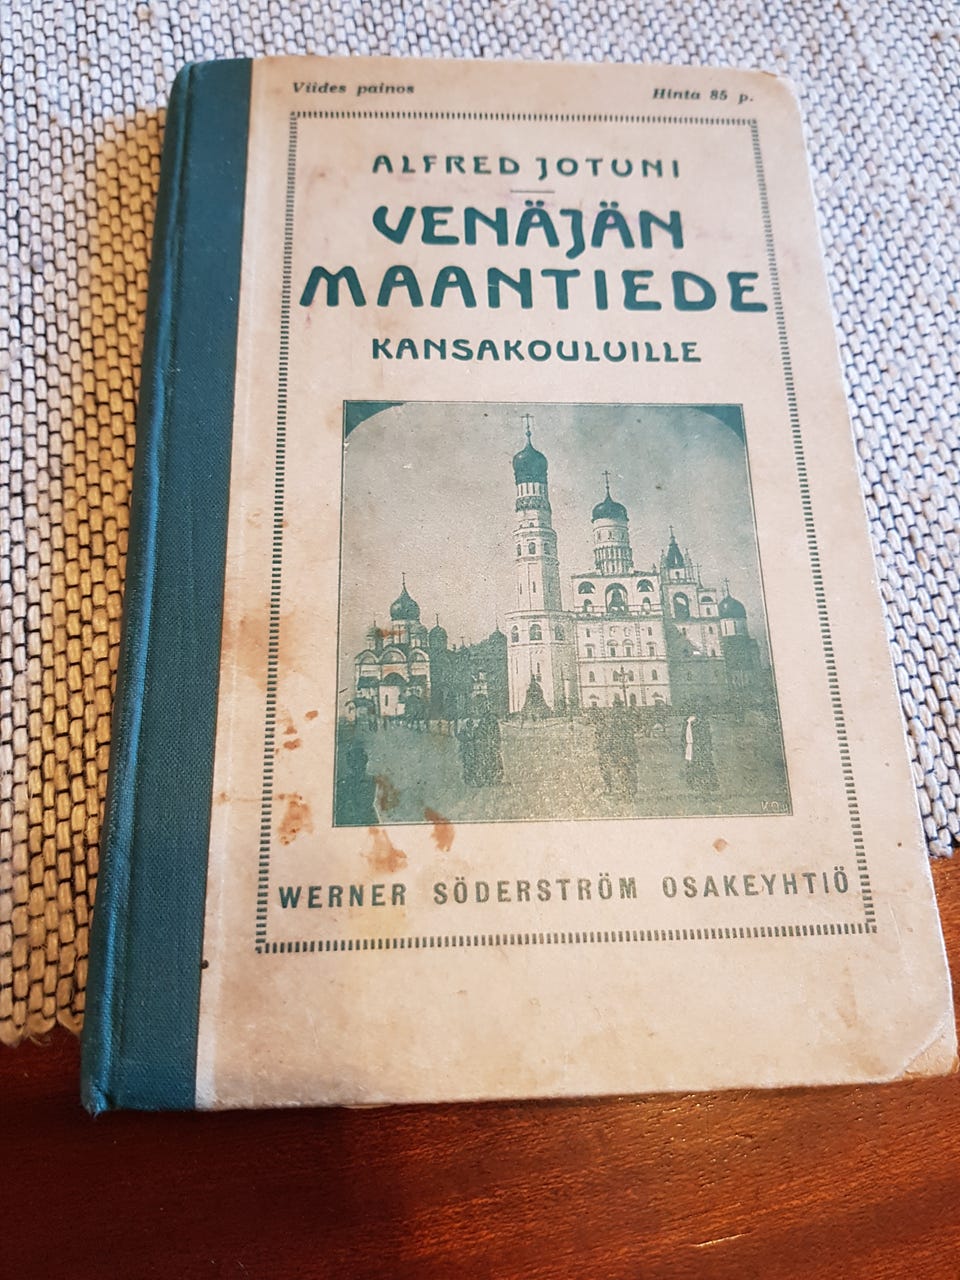 Viides painos Hinta 85 p.
ALFRED JOTUNI
VENÄJÄN
MAANTIEDE
KANSAKOULUILLE
WERNER SÖDERSTRÖM OSAKEYHTIÖ